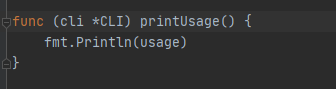 func (cli *CLI) printUsage() {
    fmt.Println(usage)
}